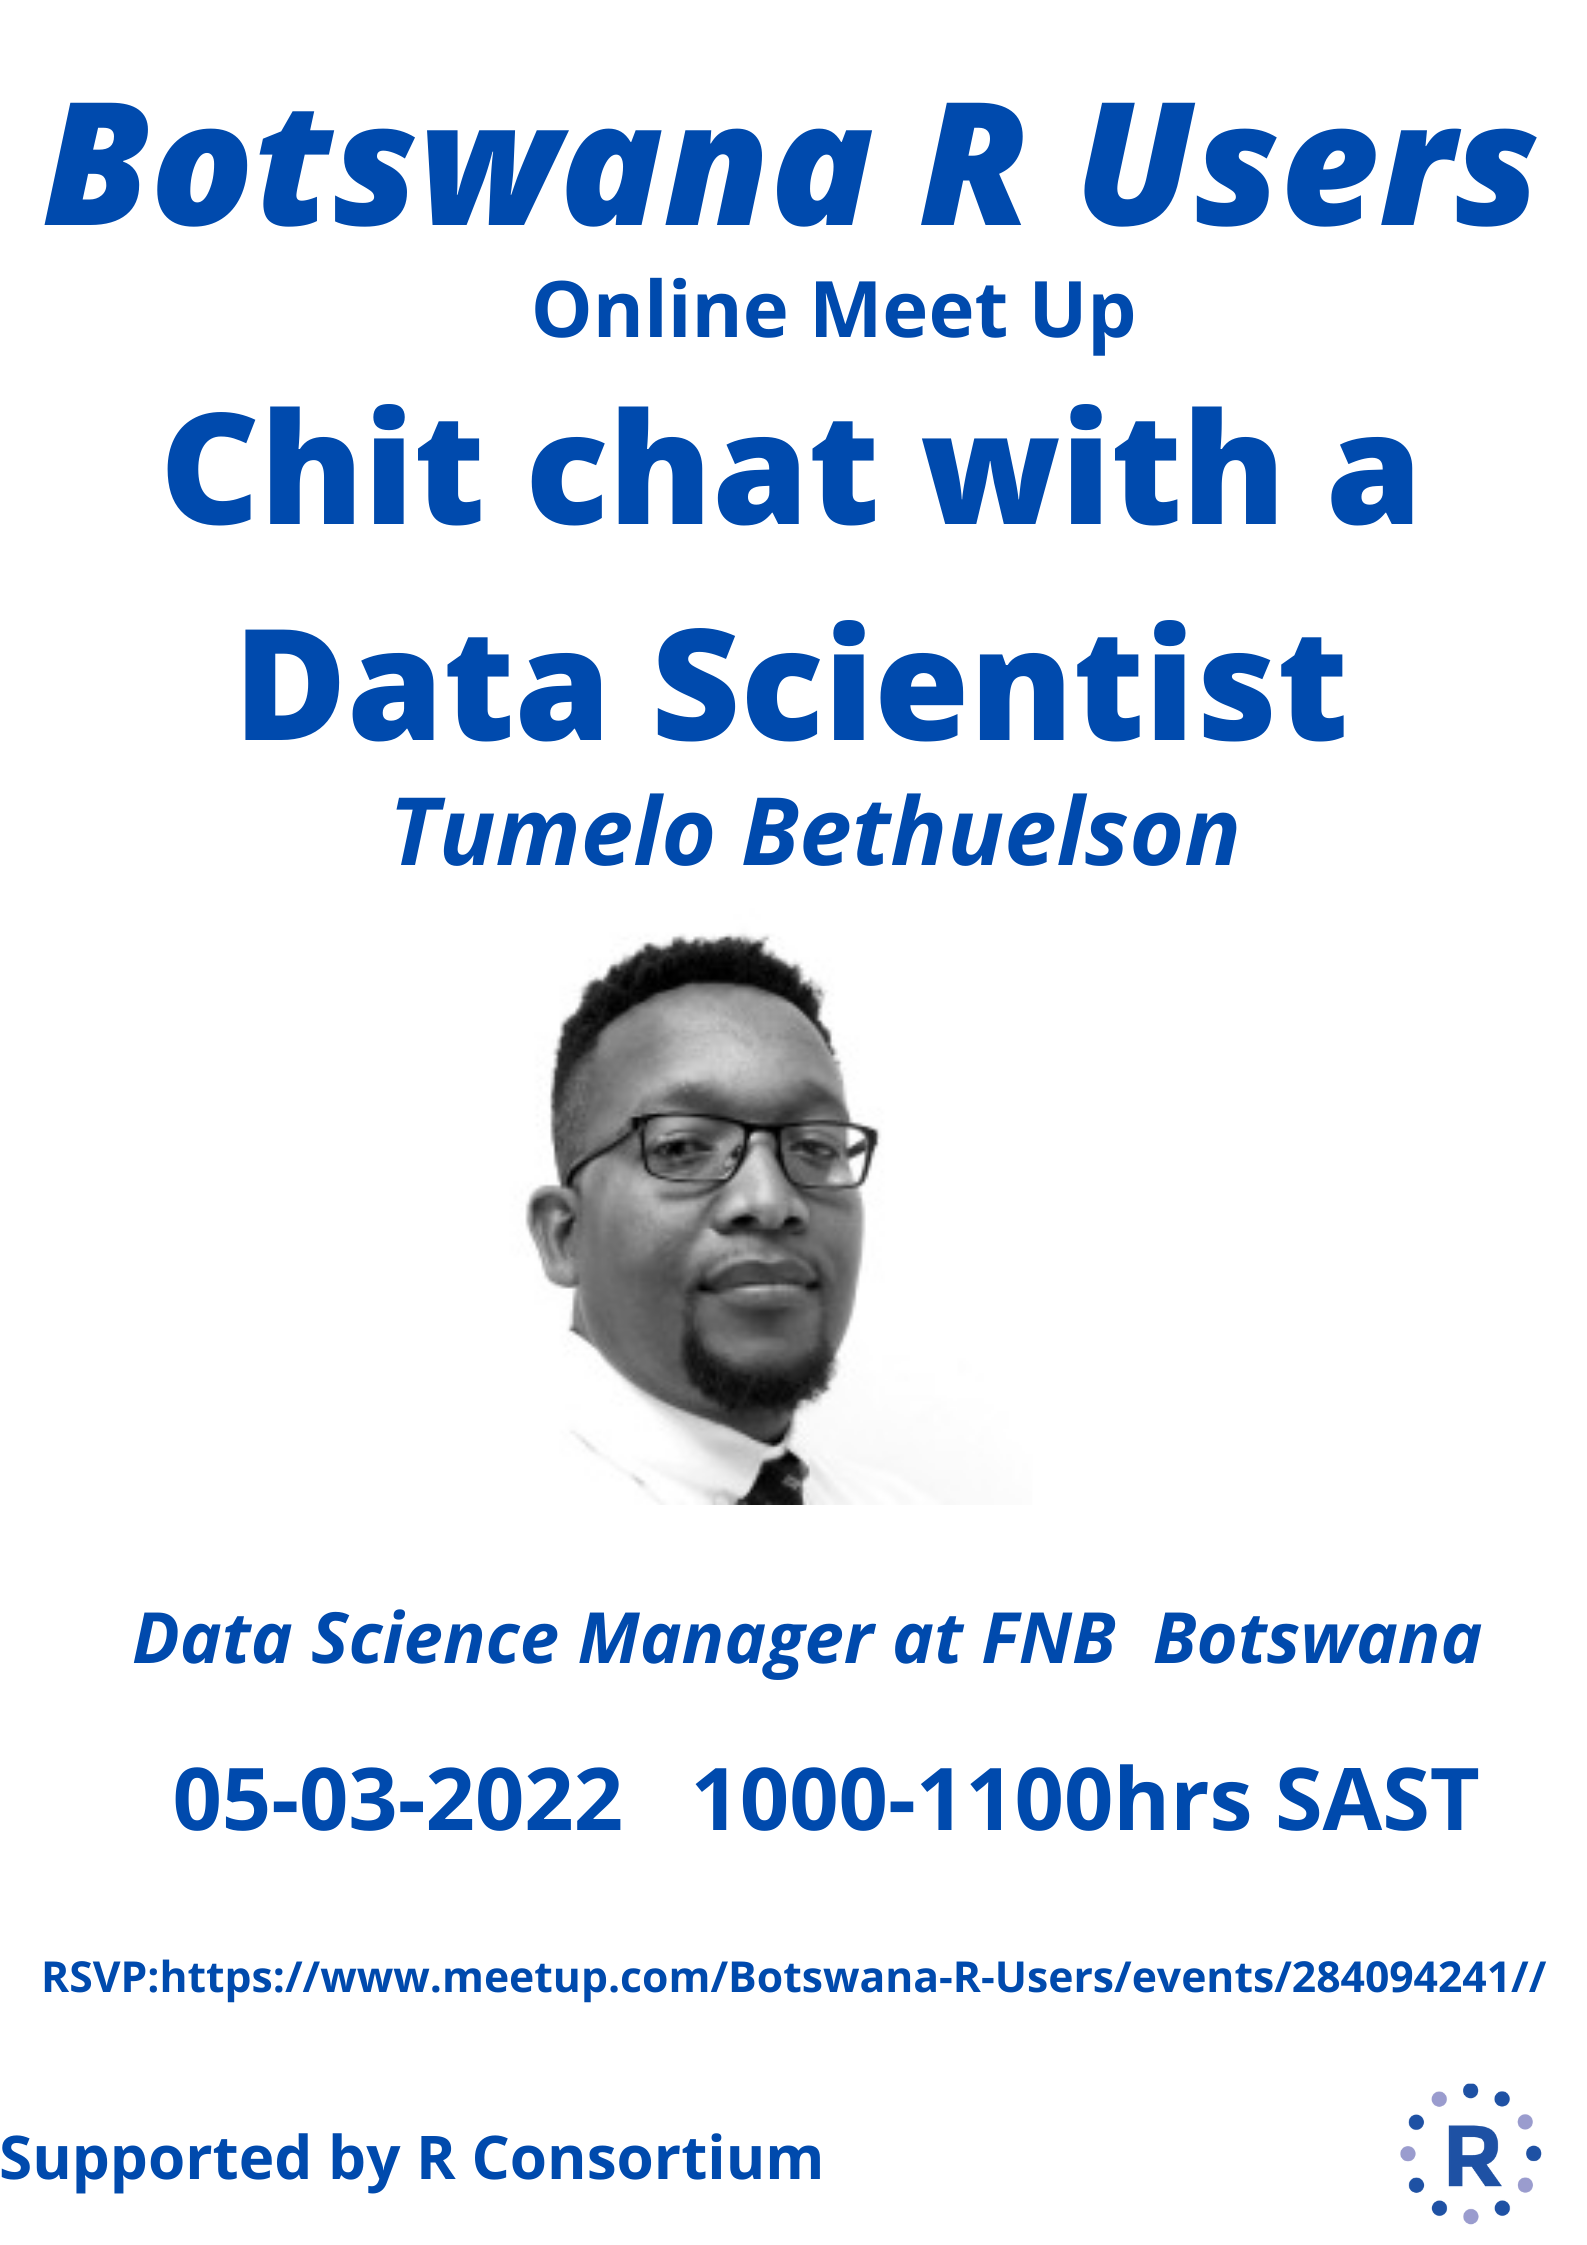 Botswana R Users
Online Meet Up
Chit chat with a
Data Scientist
Tumelo Bethuelson
Data Science Manager at FNB  Botswana
05-03-2022   1000-1100hrs SAST
RSVP:https://www.meetup.com/Botswana-R-Users/events/284094241//
Supported by R Consortium
R